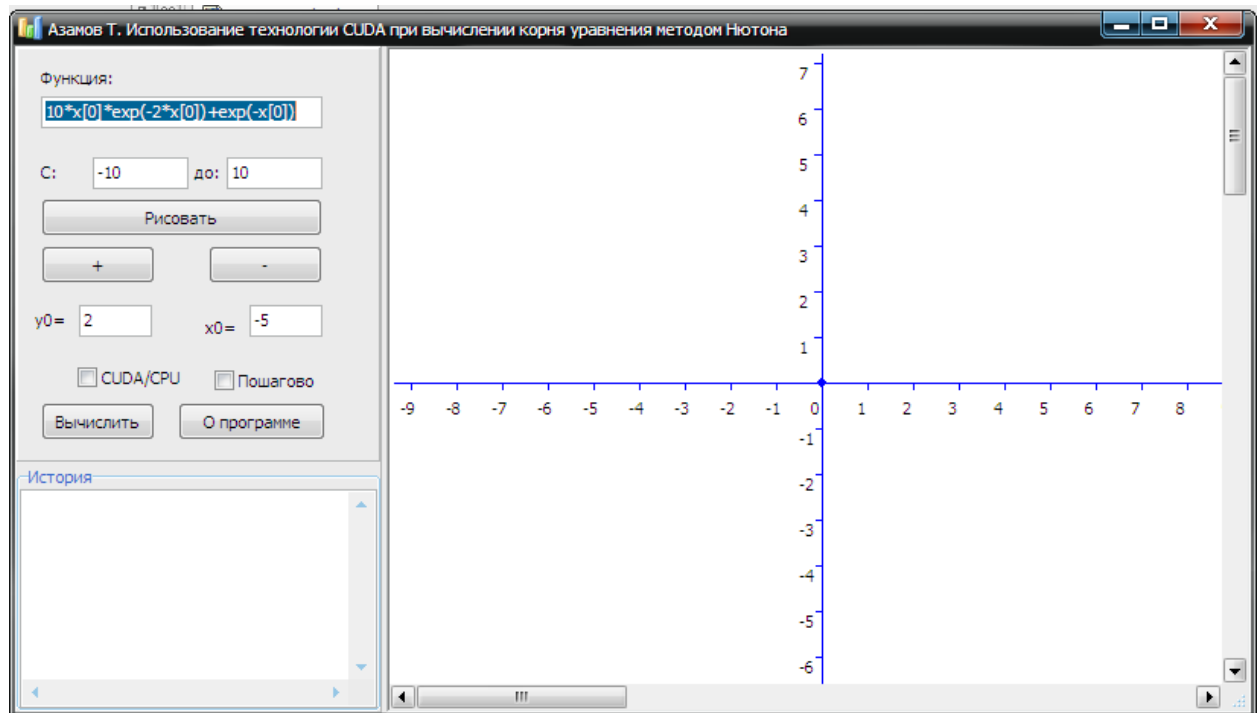 Азамов Т. Использование технологии CUDA при вычислении корня уравнения методом Нютона
Функция:
10*x[0]*exp(-2*x[0])+exp(-x[0])
С: -10 до: 10
Рисовать
+ -
y0= 2 x0= -5
CUDA/CPU Пошагово
Вычислить О программе
История
7
6
5
4
3
2
1
-9 -8 -7 -6 -5 -4 -3 -2 -1 0 1 2 3 4 5 6 7 8
-1
-2
-3
-4
-5
-6